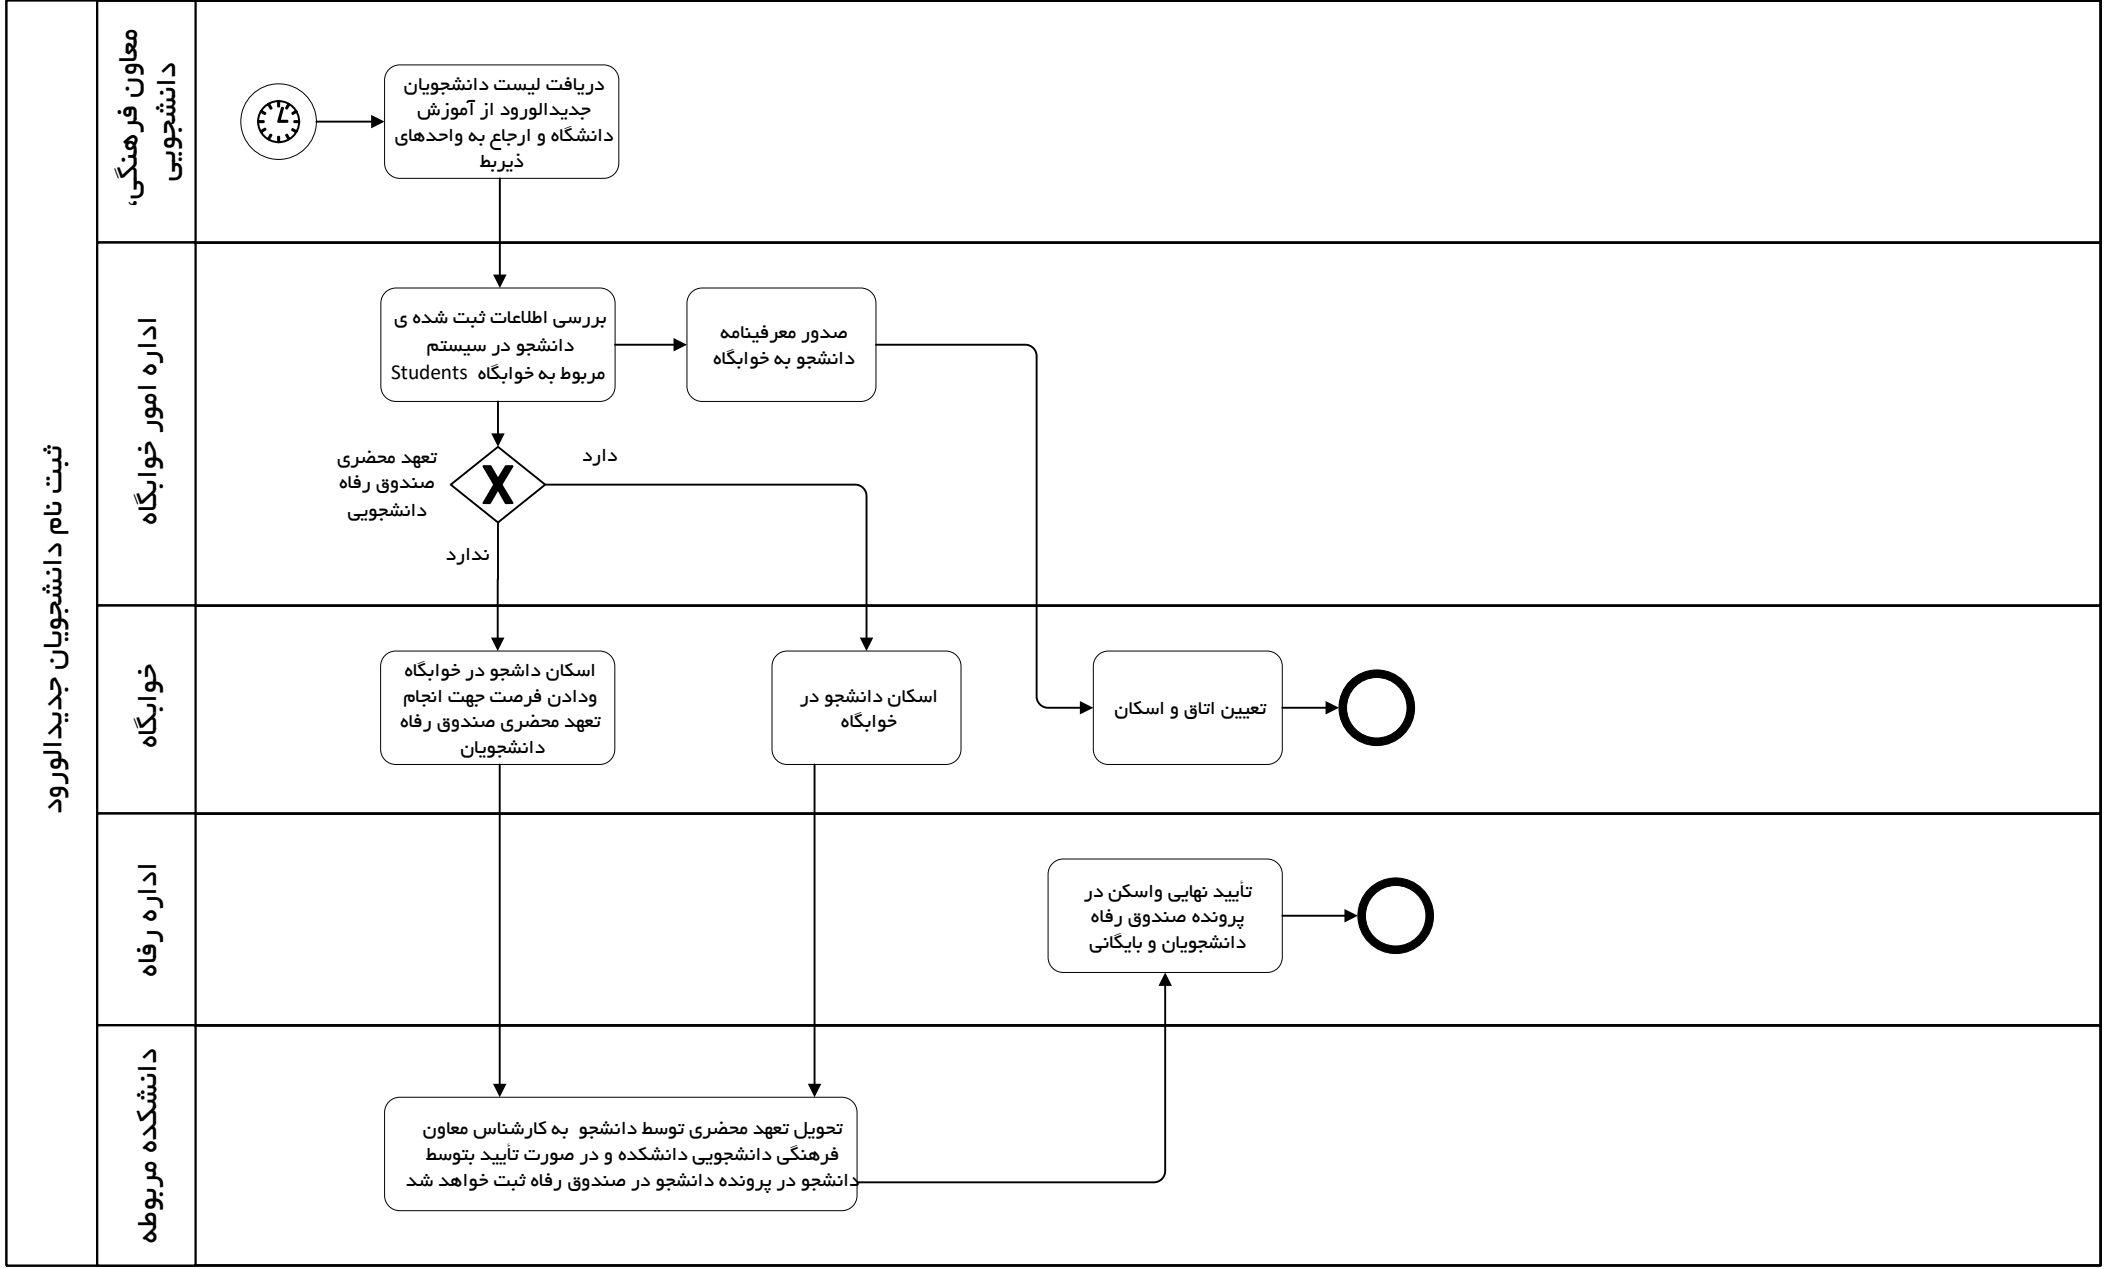 ثبت نام دانشجویان جدیدالورود
معاون فرهنگی،
دانشجویی
دریافت لیست دانشجویان
جدیدالورود از آموزش
دانشگاه و ارجاع به واحدهای
ذیربط
اداره امور خوابگاه
بررسی اطلاعات ثبت شده ی
دانشجو در سیستم
مربوط به خوابگاه Students
صدور معرفینامه
دانشجو به خوابگاه
تعهد محضری
صندوق رفاه
دانشجویی
دارد
ندارد
خوابگاه
اسکان داشجو در خوابگاه
ودادن فرصت جهت انجام
تعهد محضری صندوق رفاه
دانشجویان
اسکان دانشجو در
خوابگاه
تعیین اتاق و اسکان
اداره رفاه
تأیید نهایی واسکن در
پرونده صندوق رفاه
دانشجویان و بایگانی
دانشکده مربوطه
تحویل تعهد محضری توسط دانشجو به کارشناس معاون
فرهنگی دانشجویی دانشکده و در صورت تأیید بتوسط
دانشجو در پرونده دانشجو در صندوق رفاه ثبت خواهد شد